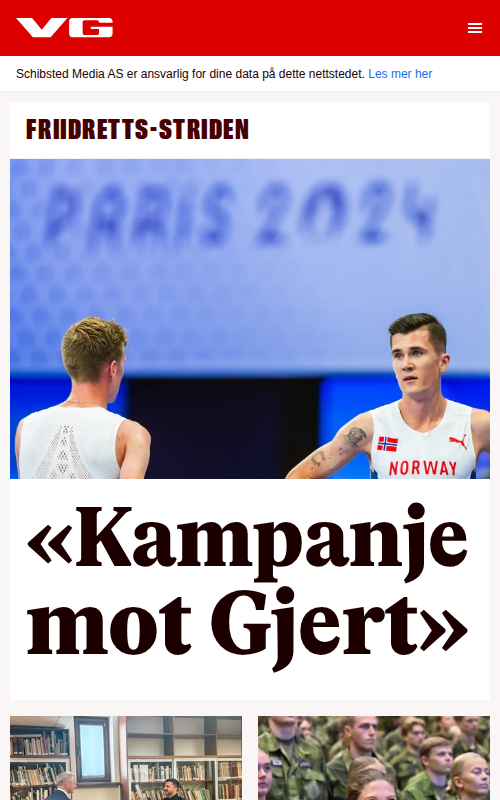 VG
Schibsted Media AS er ansvarlig for dine data på dette nettstedet. Les mer her
FRIIDRETTS-STRIDEN
PARIS 2024
NORWAY
«Kampanje
mot Gjert»